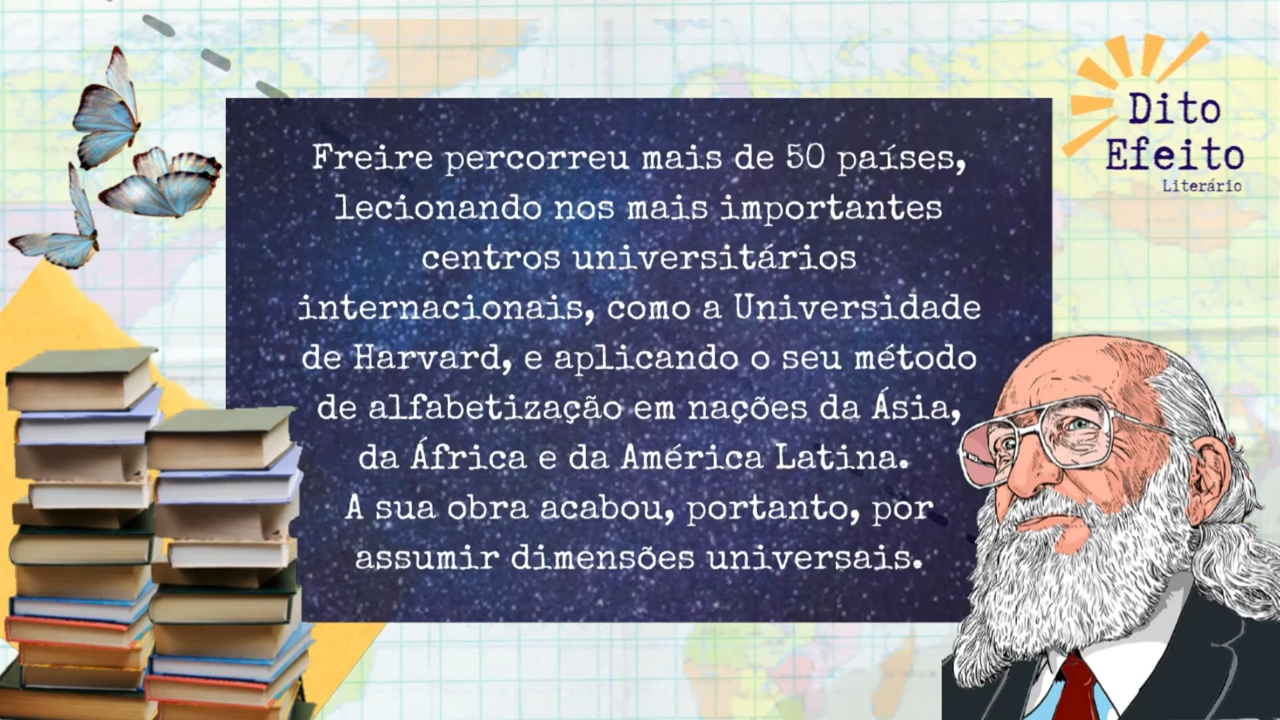 Freire percorreu mais de 50 países,
lecionando nos mais importantes
centros universitários
internacionais, como a Universidade
de Harvard, e aplicando o seu método
de alfabetização em nações da Ásia,
da África e da América Latina.
A sua obra acabou, portanto, por
assumir dimensões universais.
Dito
Efeito
Literário